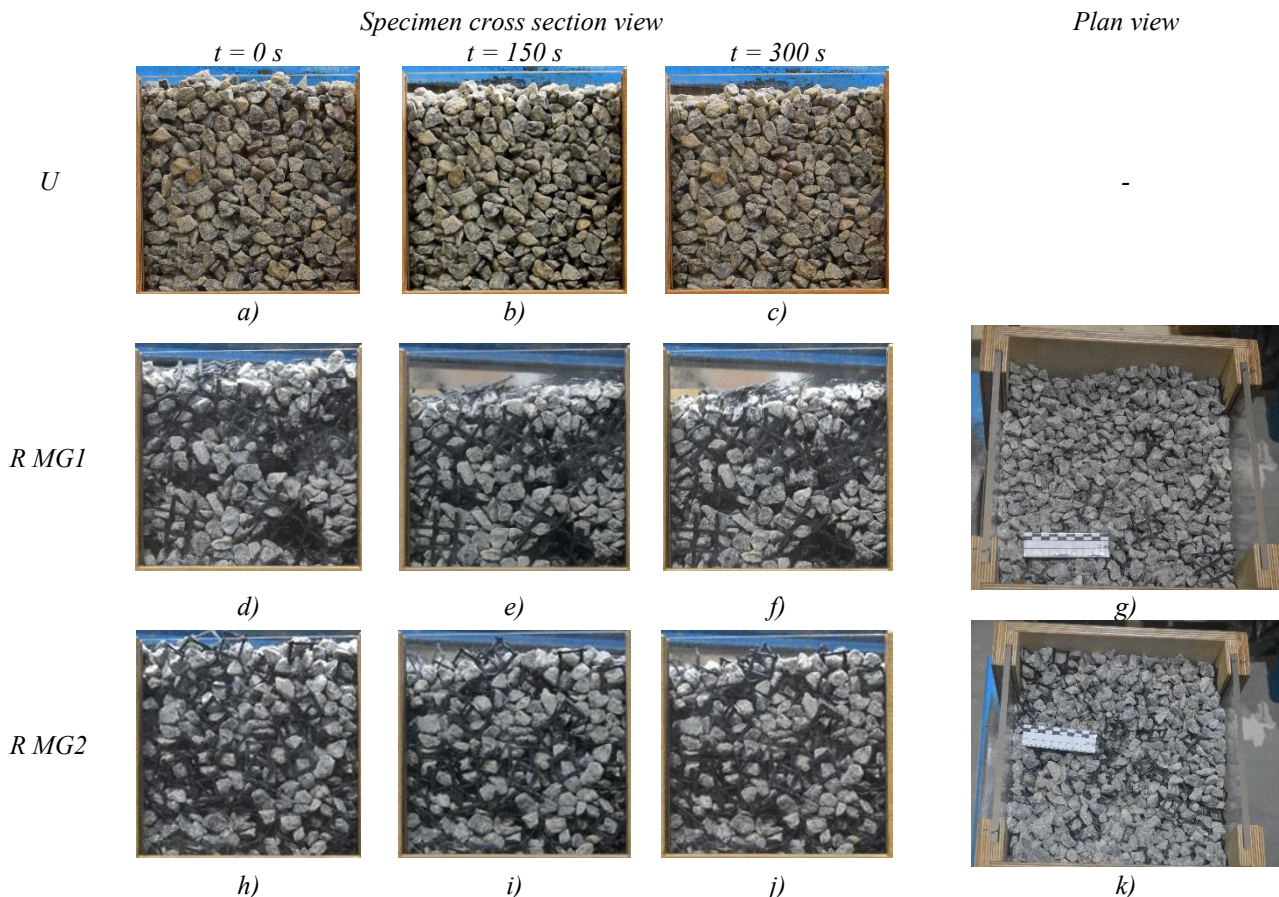 Specimen cross section view
Plan view
t = 0 s
t = 150 s
t = 300 s
U
-
a)
b)
c)
R MG1
d)
e)
f)
g)
R MG2
h)
i)
j)
k)